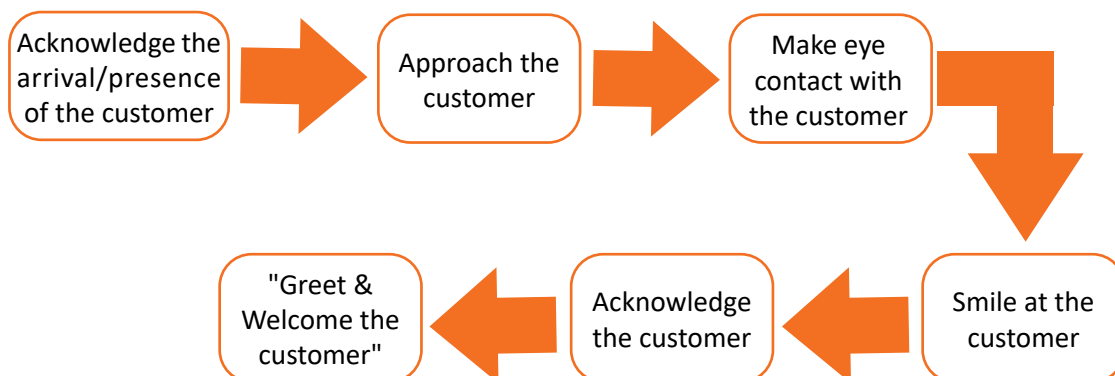 Acknowledge the
arrival/presence
of the customer
Approach the
customer
Make eye
contact with
the customer
Smile at the
customer
Acknowledge
the customer
"Greet &
Welcome the
customer"